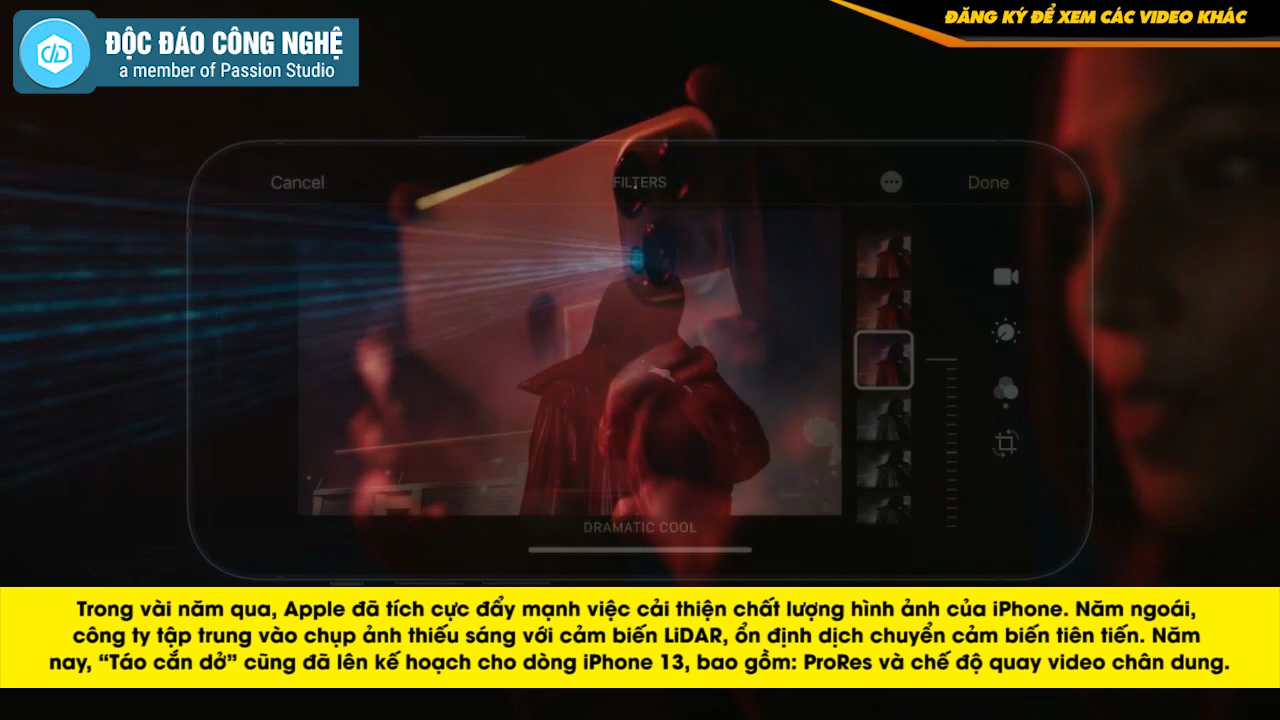 ĐỘC ĐÁO CÔNG NGHỆ
a member of Passion Studio
ĐĂNG KÝ ĐỂ XEM CÁC VIDEO KHÁC
Cancel
FILTERS
Done
DRAMATIC COOL
Trong vài năm qua, Apple đã tích cực đẩy mạnh việc cải thiện chất lượng hình ảnh của iPhone. Năm ngoái,
công ty tập trung vào chụp ảnh thiếu sáng với cảm biến LiDAR, ổn định dịch chuyển cảm biến tiên tiến. Năm
nay, “Táo cắn dở” cũng đã lên kế hoạch cho dòng iPhone 13, bao gồm: ProRes và chế độ quay video chân dung.